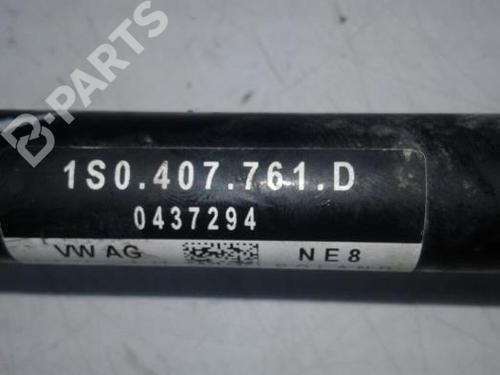 B-PARTS
1S0.407.761.D
0437294
VW AG NE8